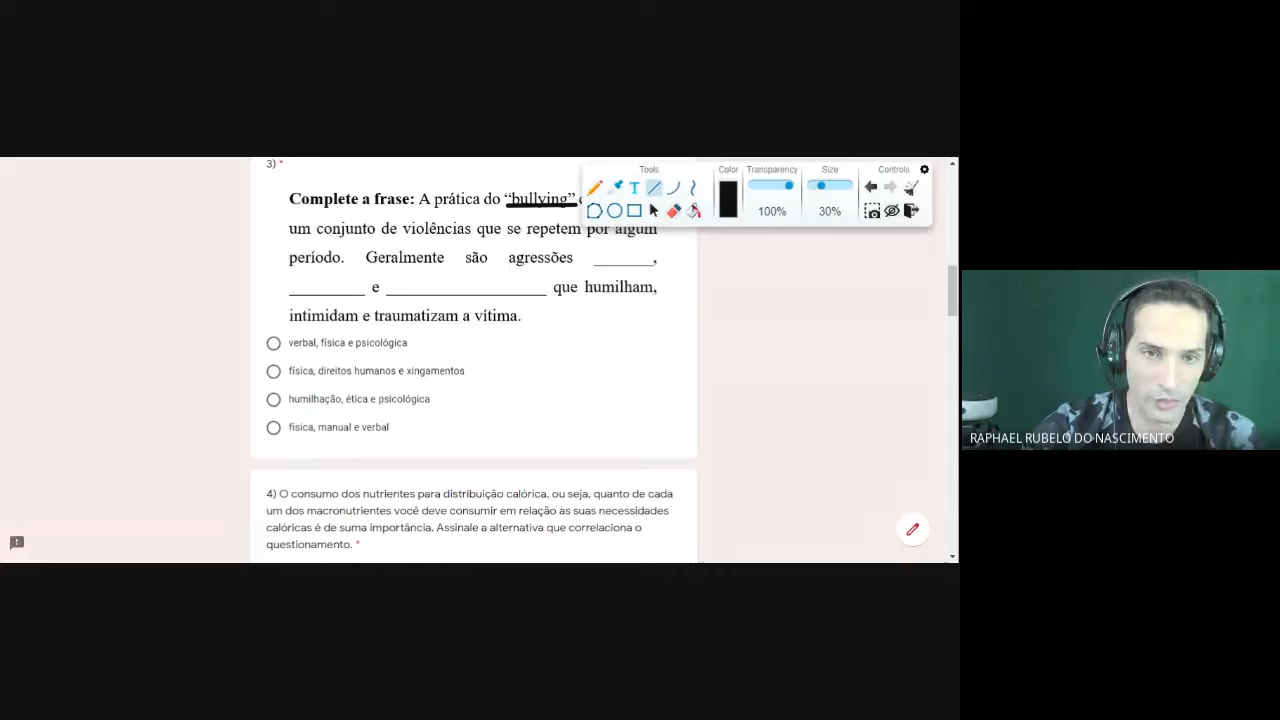 3) *
Tools Color Transparency Size Controls
T
100% 30%
Complete a frase: A prática do “bullying”
um conjunto de violências que se repetem por algum
período. Geralmente são agressões _______,
_________ e ___________________ que humilham,
intimidam e traumatizam a vítima.
verbal, física e psicológica
física, direitos humanos e xingamentos
humilhação, ética e psicológica
física, manual e verbal
4) O consumo dos nutrientes para distribuição calórica, ou seja, quanto de cada
um dos macronutrientes você deve consumir em relação às suas necessidades
calóricas é de suma importância. Assinale a alternativa que correlaciona o
questionamento. *
RAPHAEL RUBELO DO NASCIMENTO